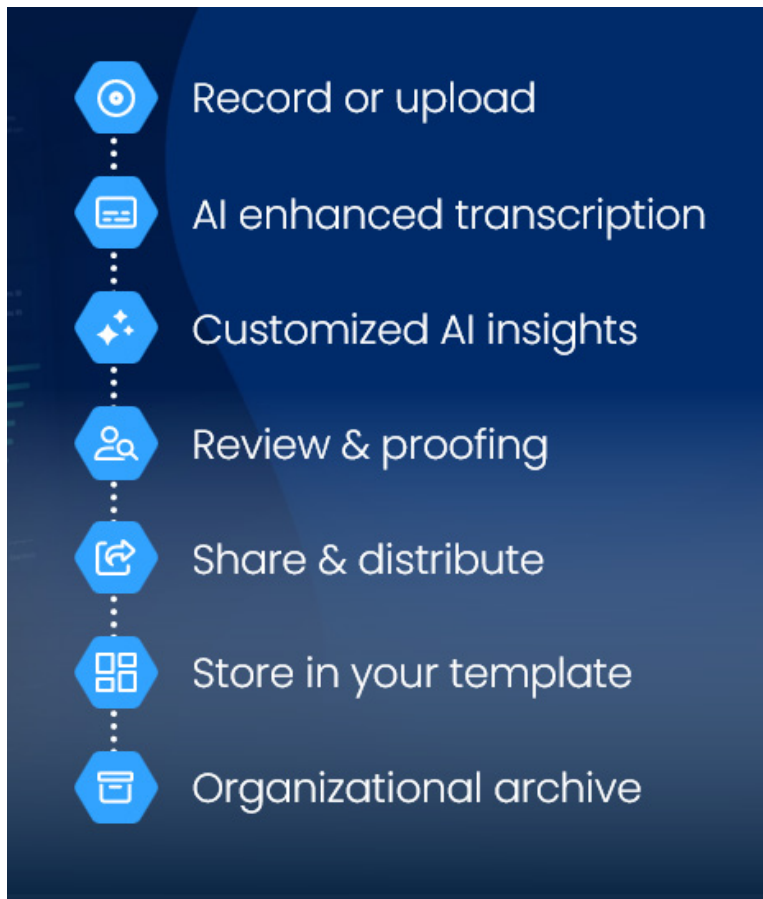 Record or upload
AI enhanced transcription
Customized AI insights
Review & proofing
Share & distribute
Store in your template
Organizational archive